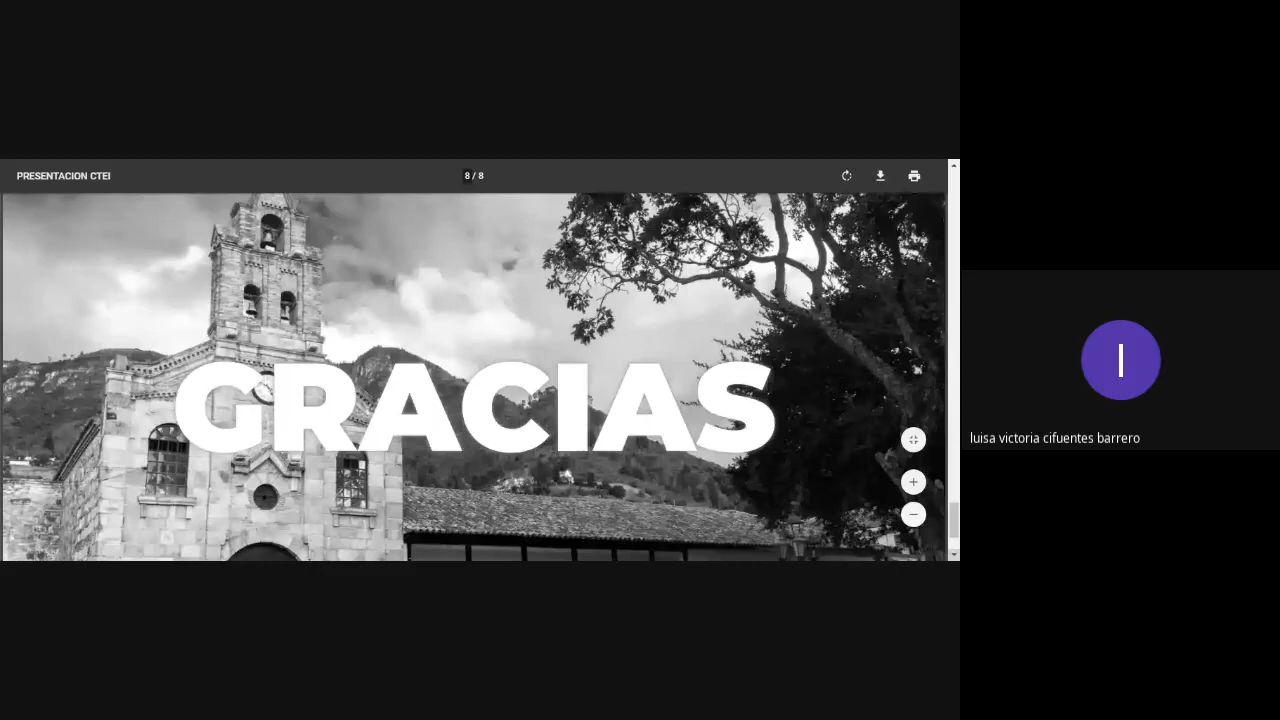 PRESENTACION CTEI
8 / 8
GRACIAS
I
luisa victoria cifuentes barrero